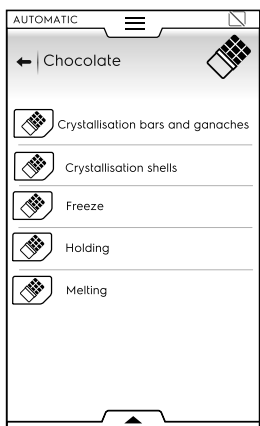 AUTOMATIC
Chocolate
Crystallisation bars and ganaches
Crystallisation shells
Freeze
Holding
Melting